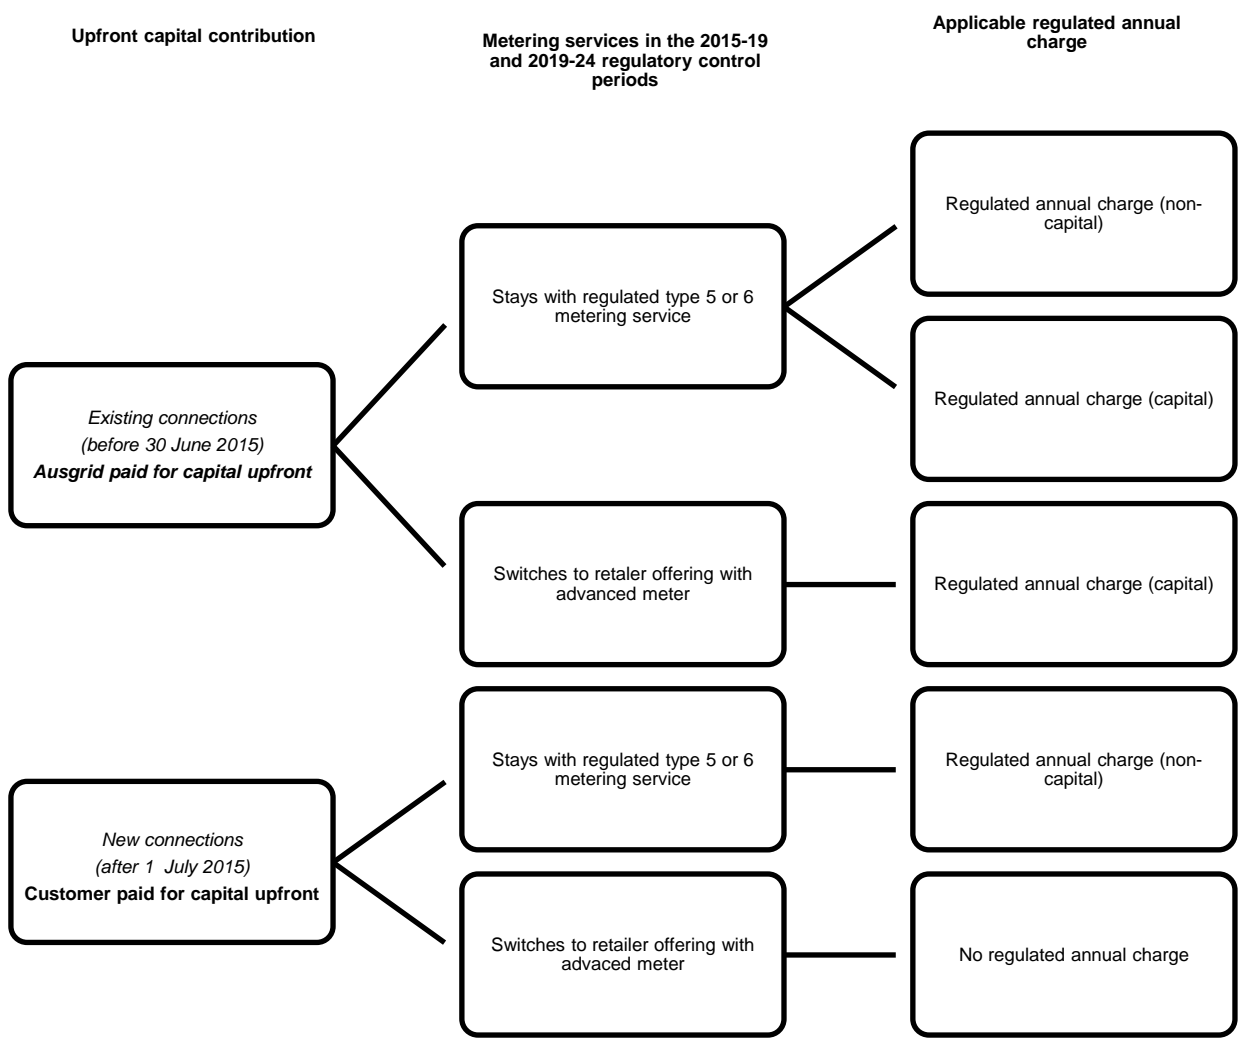 Upfront capital contribution
Metering services in the 2015-19
and 2019-24 regulatory control
periods
Applicable regulated annual
charge
Existing connections
(before 30 June 2015)
Ausgrid paid for capital upfront
Stays with regulated type 5 or 6
metering service
Regulated annual charge (non-
capital)
Regulated annual charge (capital)
Switches to retaler offering with
advanced meter
Regulated annual charge (capital)
New connections
(after 1 July 2015)
Customer paid for capital upfront
Stays with regulated type 5 or 6
metering service
Regulated annual charge (non-
capital)
Switches to retailer offering with
advaced meter
No regulated annual charge